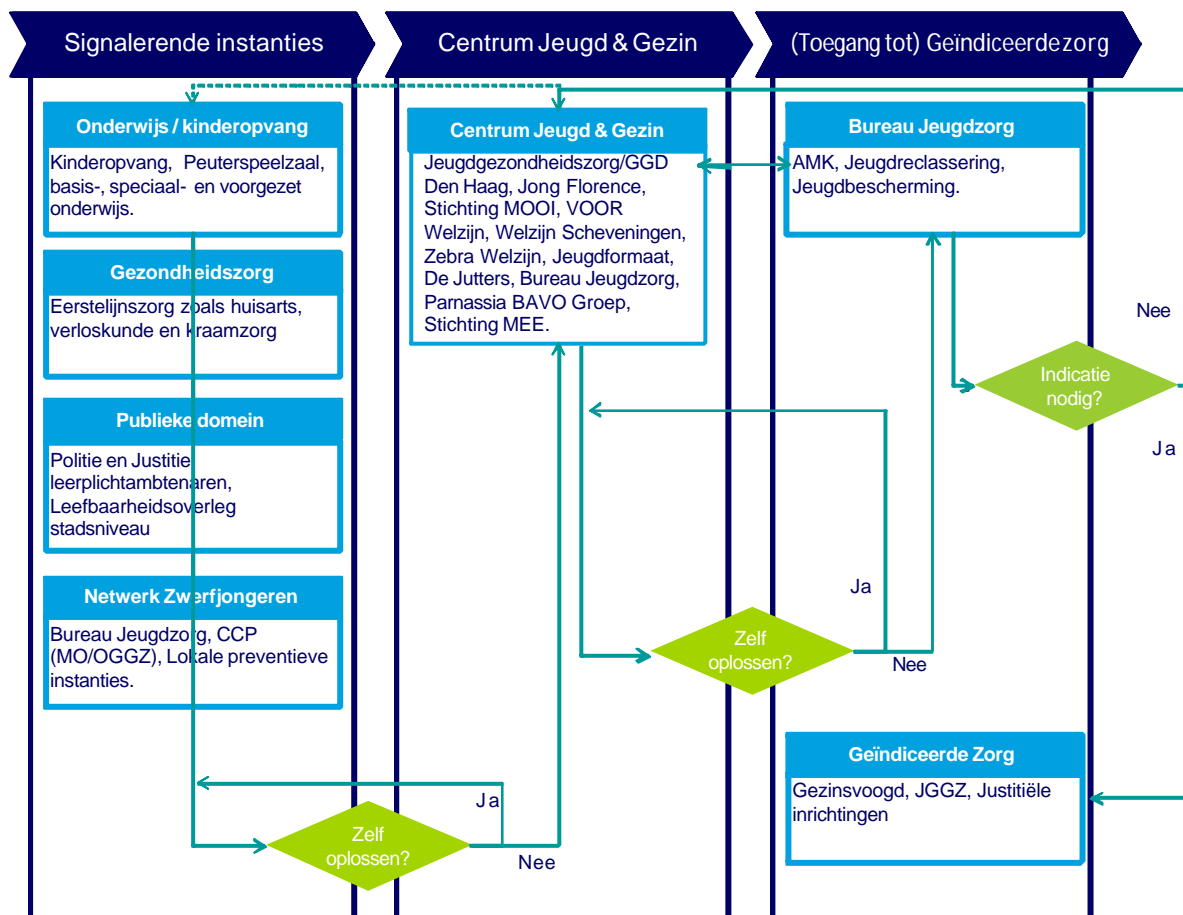 Signalerende instanties
Centrum Jeugd & Gezin
(Toegang tot) Geïndiceerde zorg
Onderwijs / kinderopvang
Kinderopvang, Peuterspeelzaal,
basis-, speciaal- en voorgezet
onderwijs.
Gezondheidszorg
Eerstelijnszorg zoals huisarts,
verloskunde en kraamzorg
Publieke domein
Politie en Justitie
leerplichtambtenaren,
Leefbaarheidsoverleg
stadsniveau
Netwerk Zwerfjongeren
Bureau Jeugdzorg, CCP
(MO/OGGZ), Lokale preventieve
instanties.
Ja
Zelf
oplossen?
Nee
Centrum Jeugd & Gezin
Jeugdgezondheidszorg/GGD
Den Haag, Jong Florence,
Stichting MOOI, VOOR
Welzijn, Welzijn Scheveningen,
Zebra Welzijn, Jeugdformaat,
De Jutters, Bureau Jeugdzorg,
Parnassia BAVO Groep,
Stichting MEE.
Ja
Zelf
oplossen?
Nee
Bureau Jeugdzorg
AMK, Jeugdreclassering,
Jeugdbescherming.
Nee
Indicatie
nodig?
Ja
Geïndiceerde Zorg
Gezinsvoogd, JGGZ, Justitiële
inrichtingen